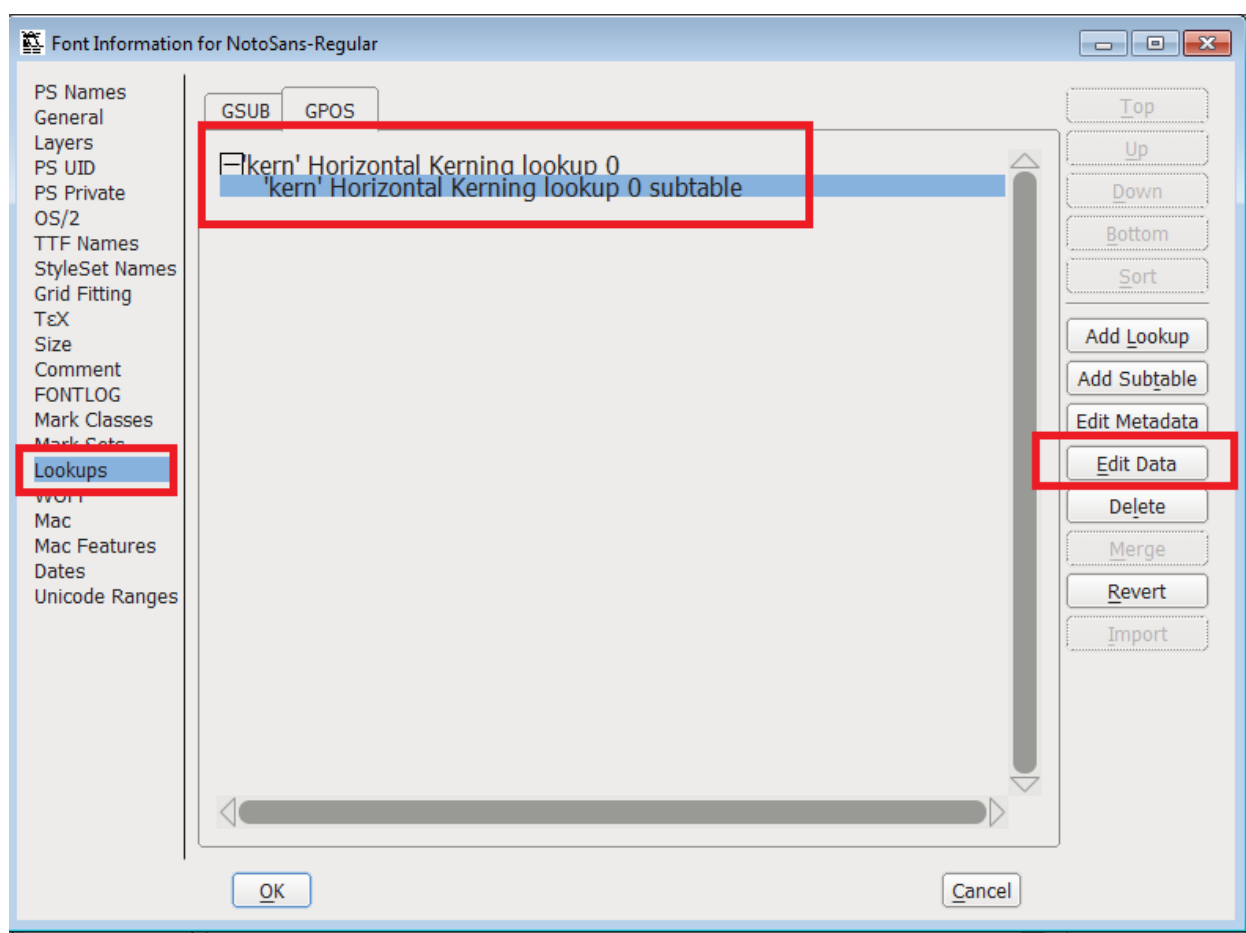 Font Information for NotoSans-Regular
PS Names
General
Layers
PS UID
PS Private
OS/2
TTF Names
StyleSet Names
Grid Fitting
TεX
Size
Comment
FONTLOG
Mark Classes
Mark Sets
Lookups
WOFF
Mac
Mac Features
Dates
Unicode Ranges
GSUB GPOS
'kern' Horizontal Kerning lookup 0
'kern' Horizontal Kerning lookup 0 subtable
Top
Up
Down
Bottom
Sort
Add Lookup
Add Subtable
Edit Metadata
Edit Data
Delete
Merge
Revert
Import
OK Cancel